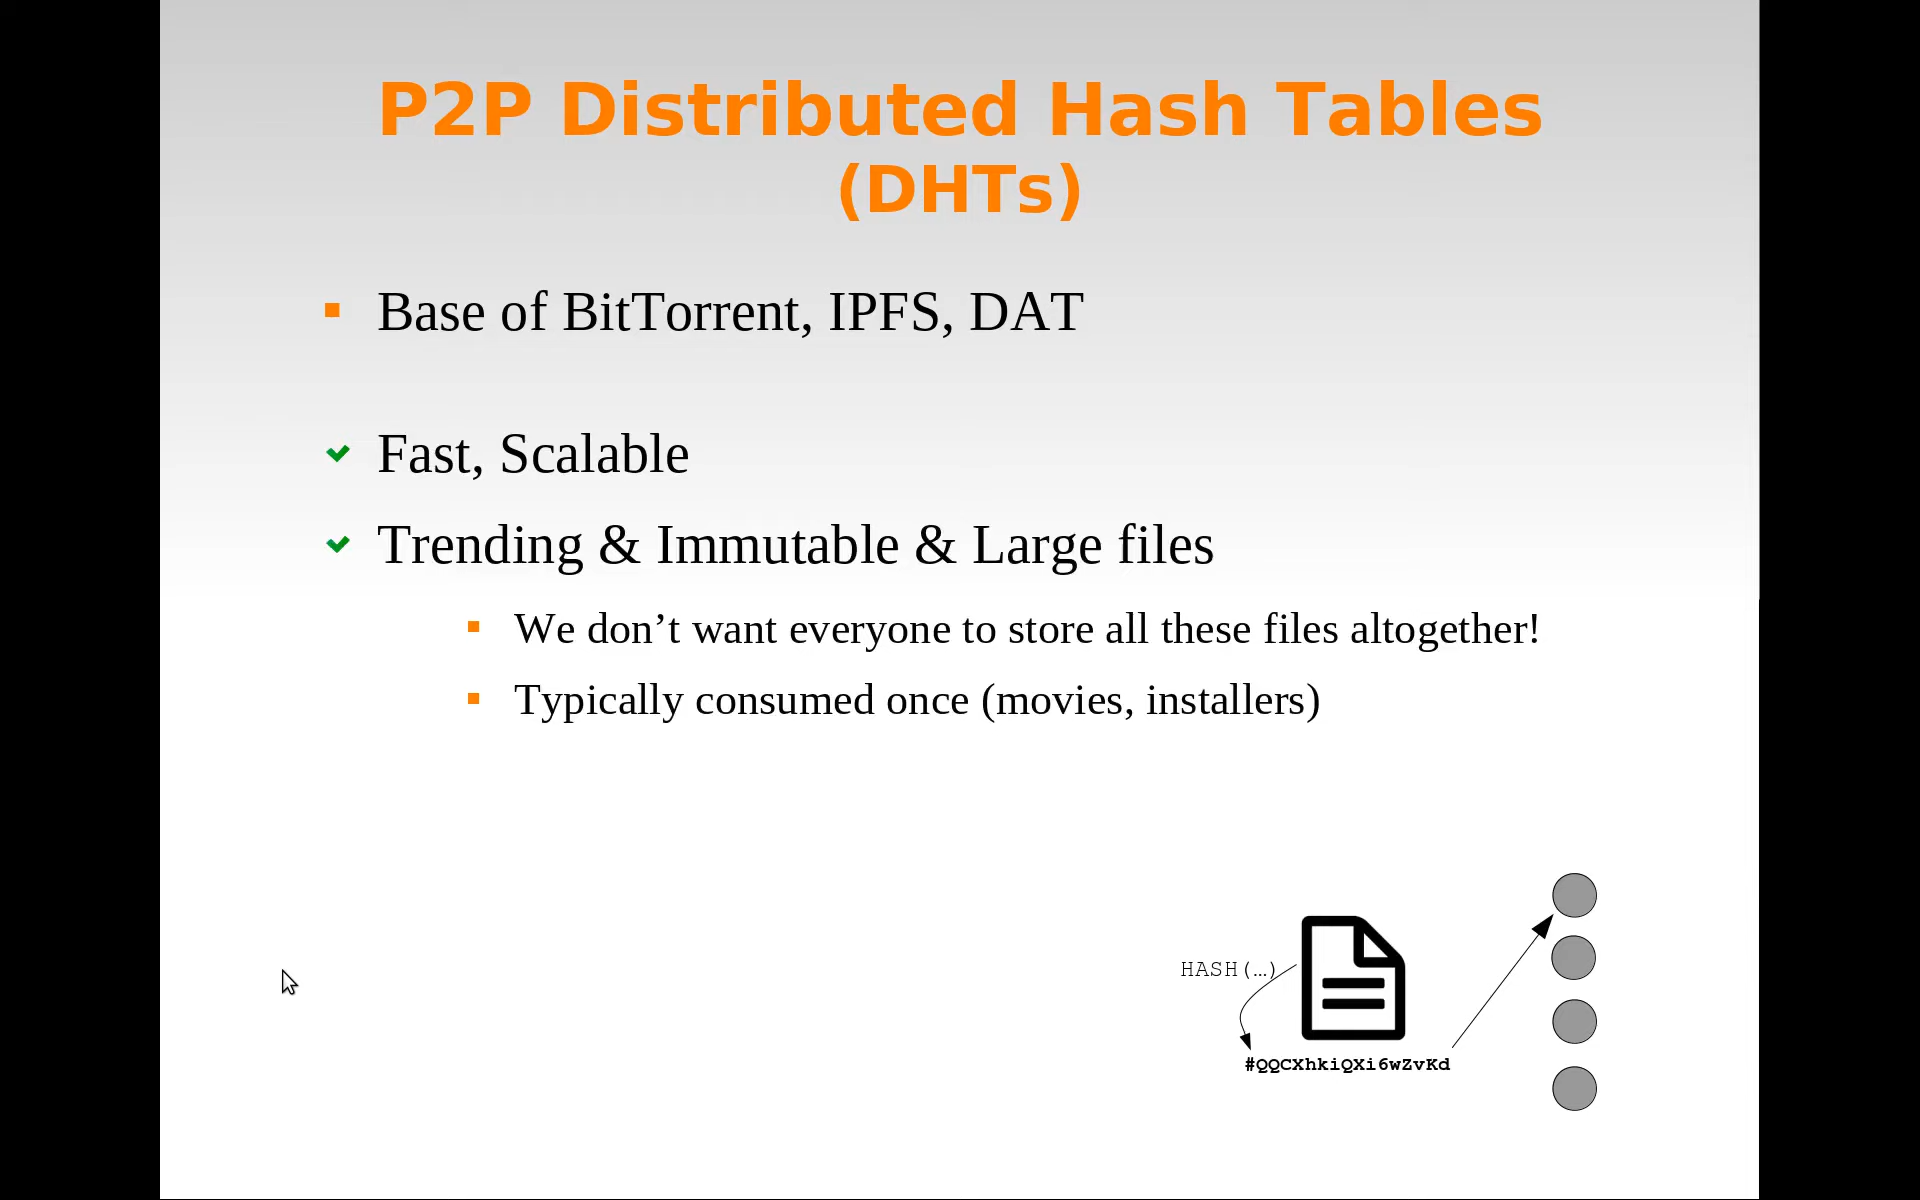 P2P Distributed Hash Tables
(DHTs)
Base of BitTorrent, IPFS, DAT
Fast, Scalable
Trending & Immutable & Large files
We don’t want everyone to store all these files altogether!
Typically consumed once (movies, installers)
HASH(…)
#QQCXhkiQXi6wZvKd